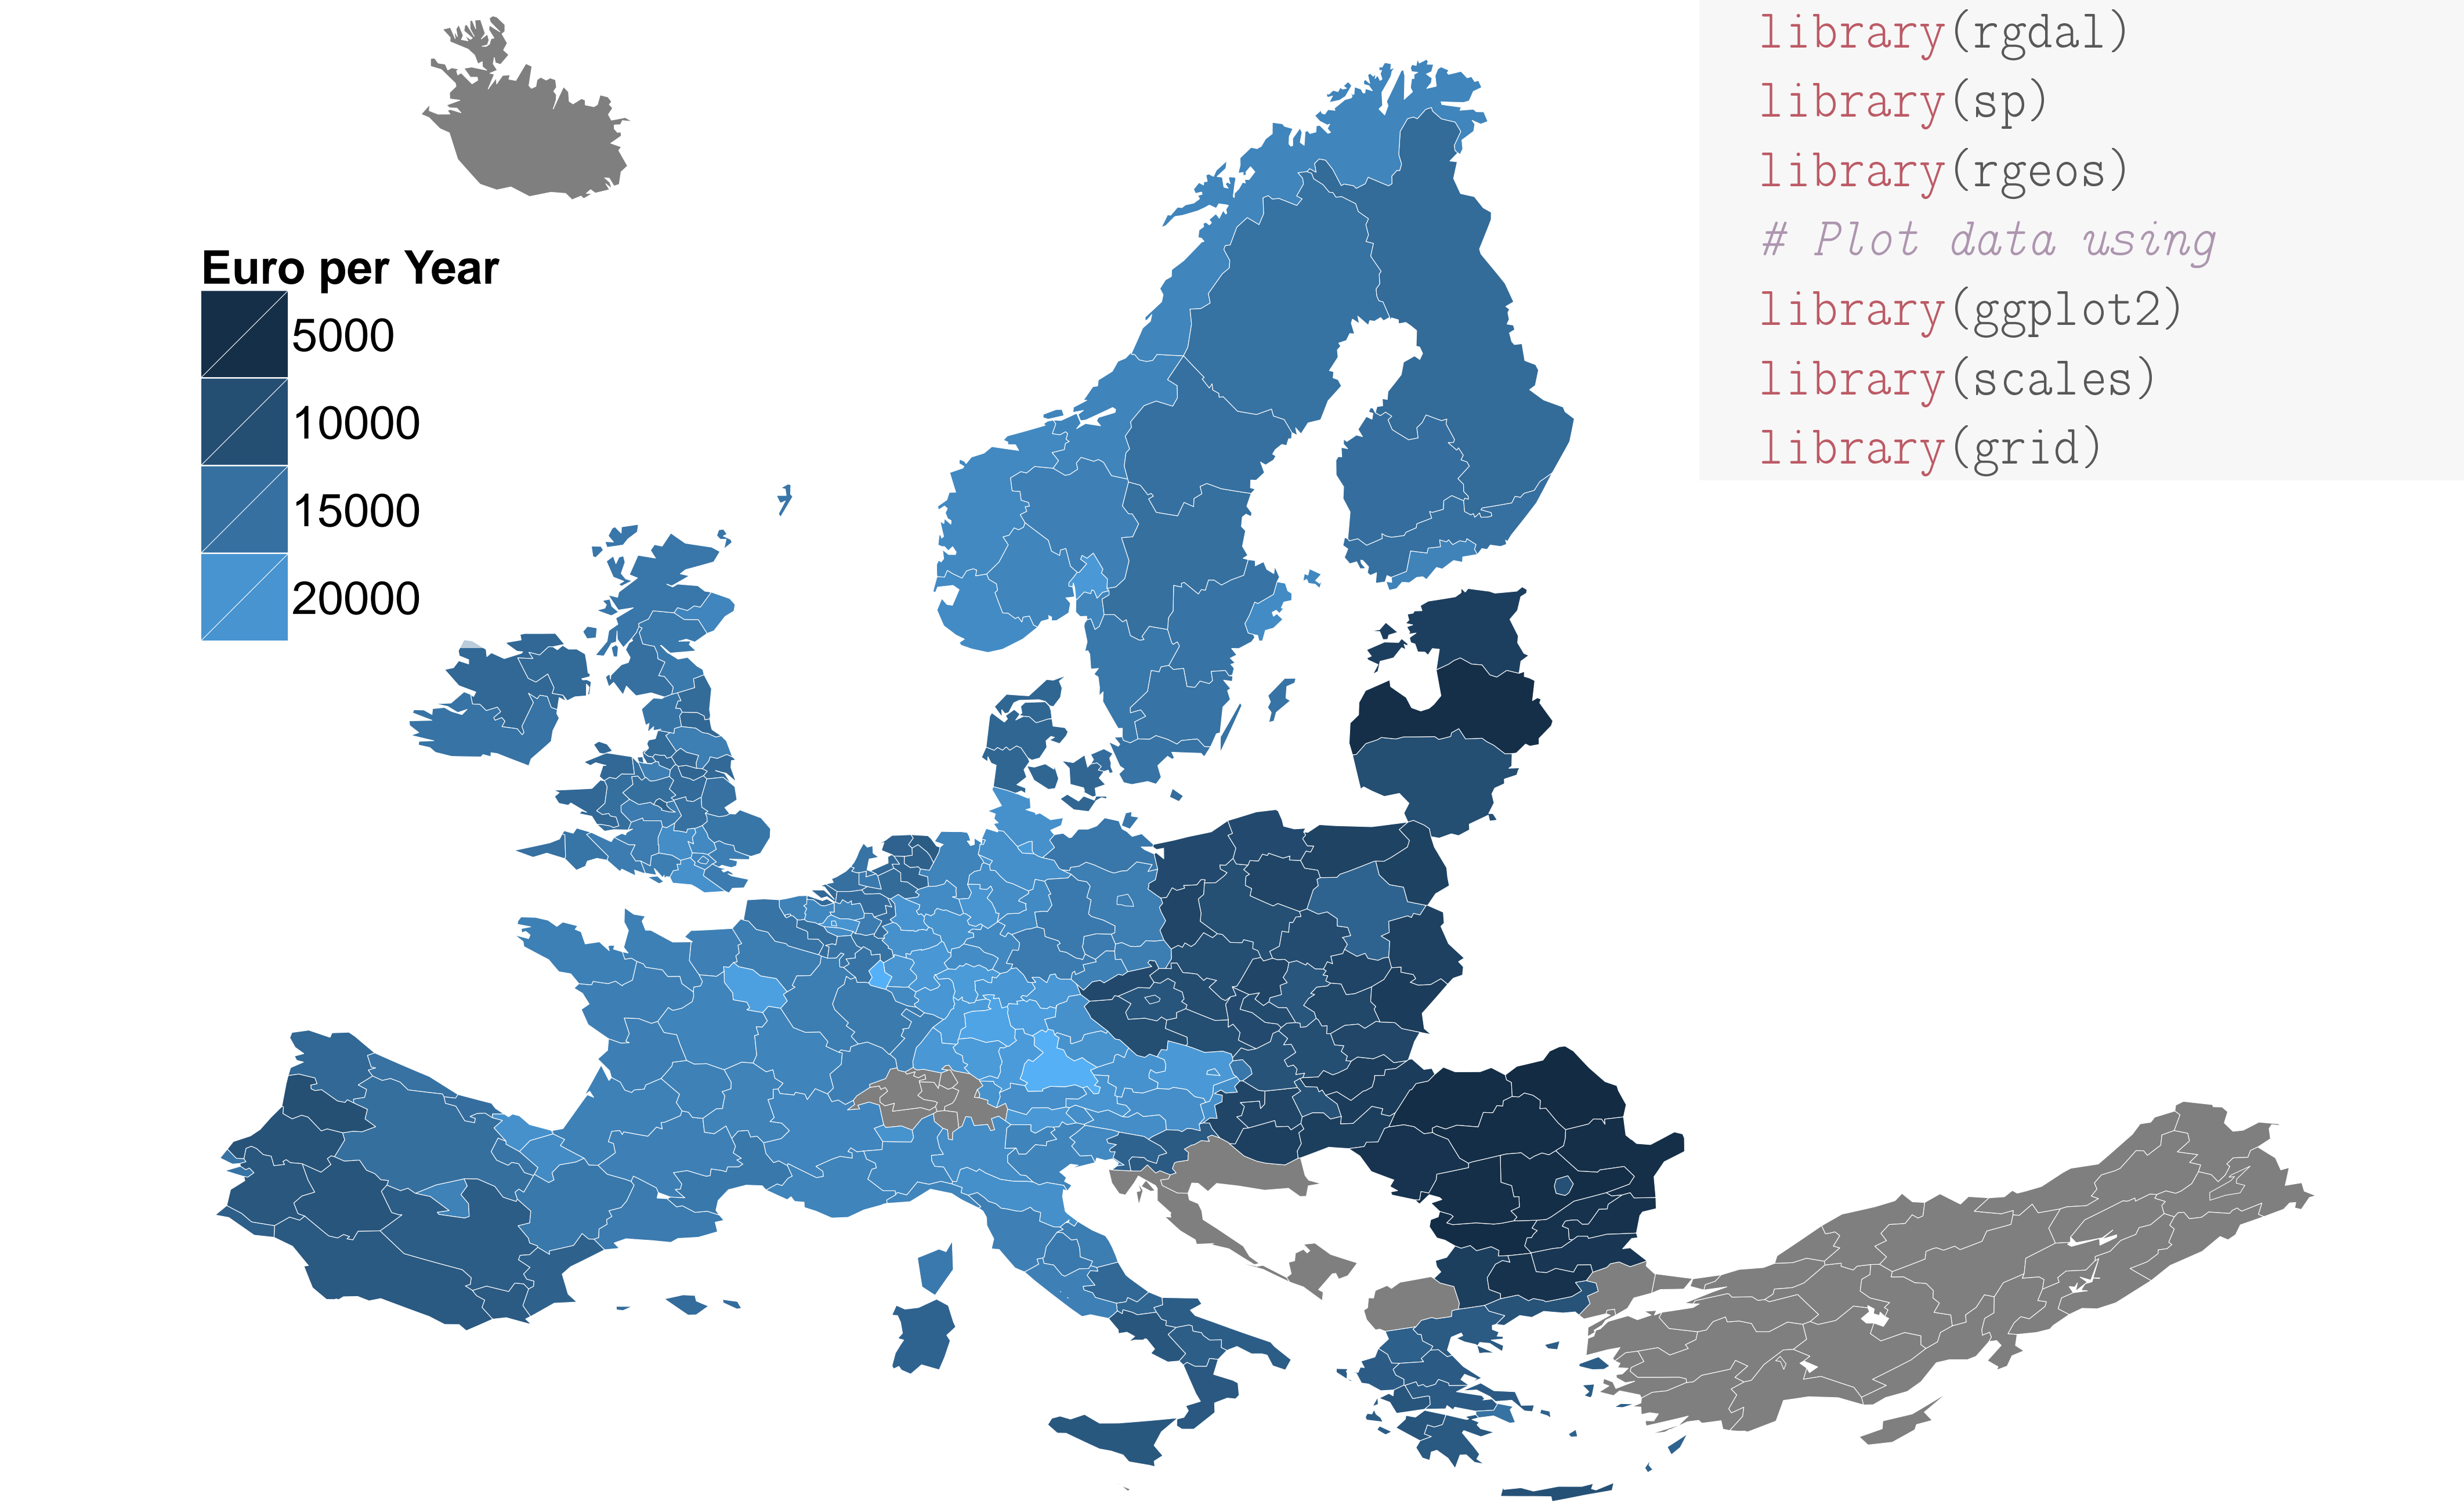 Euro per Year
5000
10000
15000
20000
library(rgdal)
library(sp)
library(rgeos)
# Plot data using
library(ggplot2)
library(scales)
library(grid)